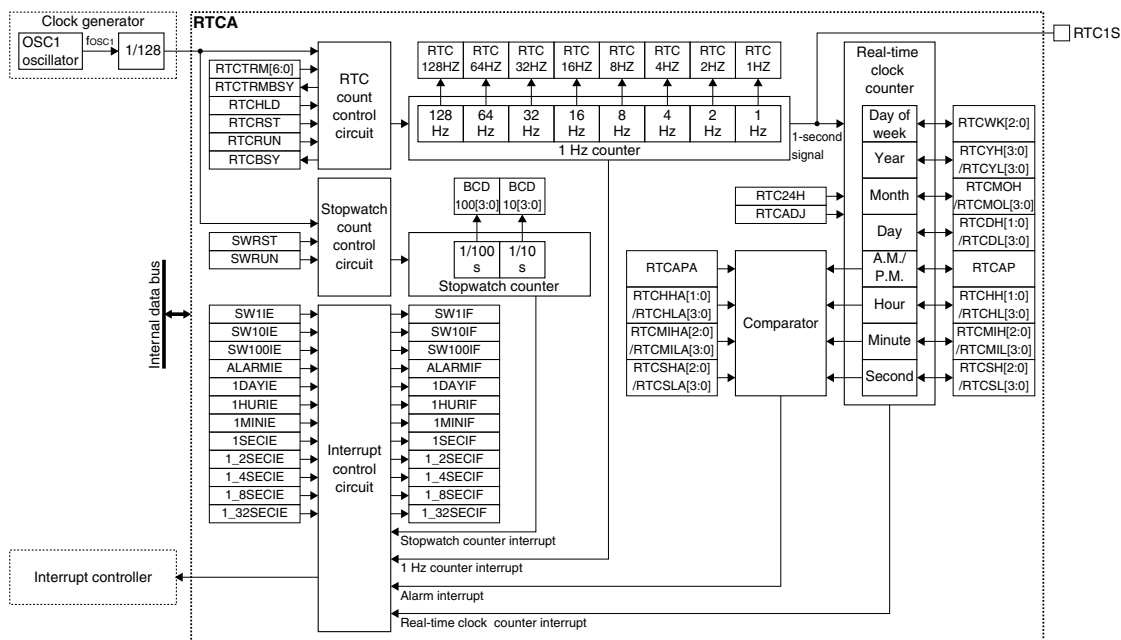 Clock generator
OSC1
oscillator
fosc1
1/128
RTCA
RTC1S
RTCTRM[6:0]
RTCTRMBSY
RTCHLD
RTCRST
RTCRUN
RTCBSY
RTC
count
control
circuit
RTC
128HZ
RTC
64HZ
RTC
32HZ
RTC
16HZ
RTC
8HZ
RTC
4HZ
RTC
2HZ
RTC
1HZ
128
Hz
64
Hz
32
Hz
16
Hz
8
Hz
4
Hz
2
Hz
1
Hz
1 Hz counter
1-second
signal
Real-time
clock
counter
Day of
week
Year
Month
Day
A.M./
P.M.
Hour
Minute
Second
RTCWK[2:0]
RTCYH[3:0]
/RTCYL[3:0]
RTCMOH
/RTCMOL[3:0]
RTCDH[1:0]
/RTCDL[3:0]
RTCAP
RTCHH[1:0]
/RTCHL[3:0]
RTCMIH[2:0]
/RTCMIL[3:0]
RTCSH[2:0]
/RTCSL[3:0]
RTC24H
RTCADJ
SWRST
SWRUN
Stopwatch
count
control
circuit
BCD
100[3:0]
BCD
10[3:0]
1/100
s
1/10
s
Stopwatch counter
RTCAPA
RTCHHA[1:0]
/RTCHLA[3:0]
RTCMIHA[2:0]
/RTCMILA[3:0]
RTCSHA[2:0]
/RTCSLA[3:0]
Comparator
Internal data bus
SW1IE
SW10IE
SW100IE
ALARMIE
1DAYIE
1HURIE
1MINIE
1SECIE
1_2SECIE
1_4SECIE
1_8SECIE
1_32SECIE
Interrupt
control
circuit
SW1IF
SW10IF
SW100IF
ALARMIF
1DAYIF
1HURIF
1MINIF
1SECIF
1_2SECIF
1_4SECIF
1_8SECIF
1_32SECIF
Stopwatch counter interrupt
1 Hz counter interrupt
Alarm interrupt
Real-time clock counter interrupt
Interrupt controller